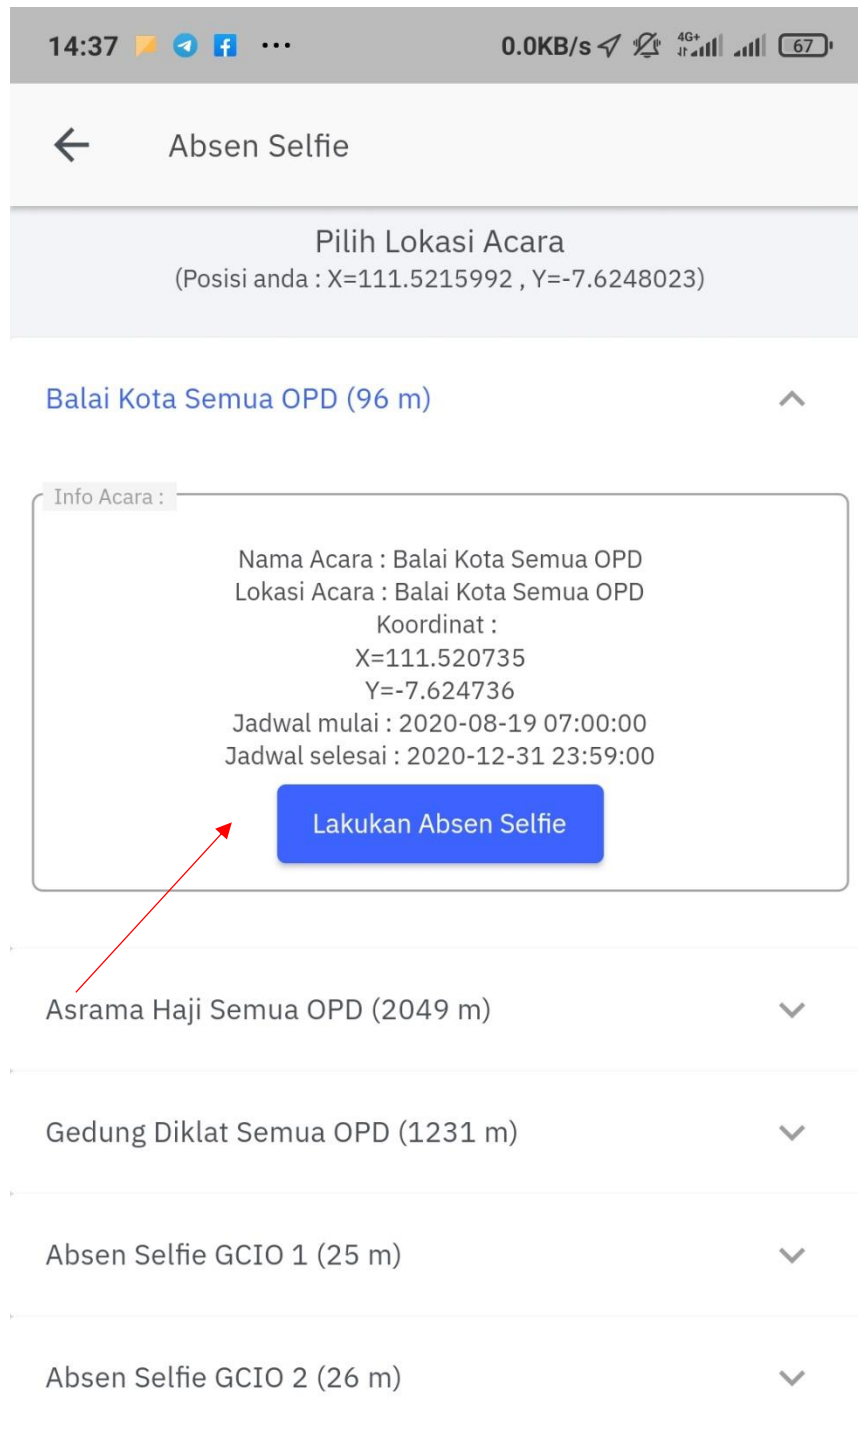 14:37
0.0KB/s
4G+
67
Absen Selfie
Pilih Lokasi Acara
(Posisi anda : X=111.5215992 , Y=-7.6248023)
Balai Kota Semua OPD (96 m)
Info Acara :
Nama Acara : Balai Kota Semua OPD
Lokasi Acara : Balai Kota Semua OPD
Koordinat :
X=111.520735
Y=-7.624736
Jadwal mulai : 2020-08-19 07:00:00
Jadwal selesai : 2020-12-31 23:59:00
Lakukan Absen Selfie
Asrama Haji Semua OPD (2049 m)
Gedung Diklat Semua OPD (1231 m)
Absen Selfie GCIO 1 (25 m)
Absen Selfie GCIO 2 (26 m)